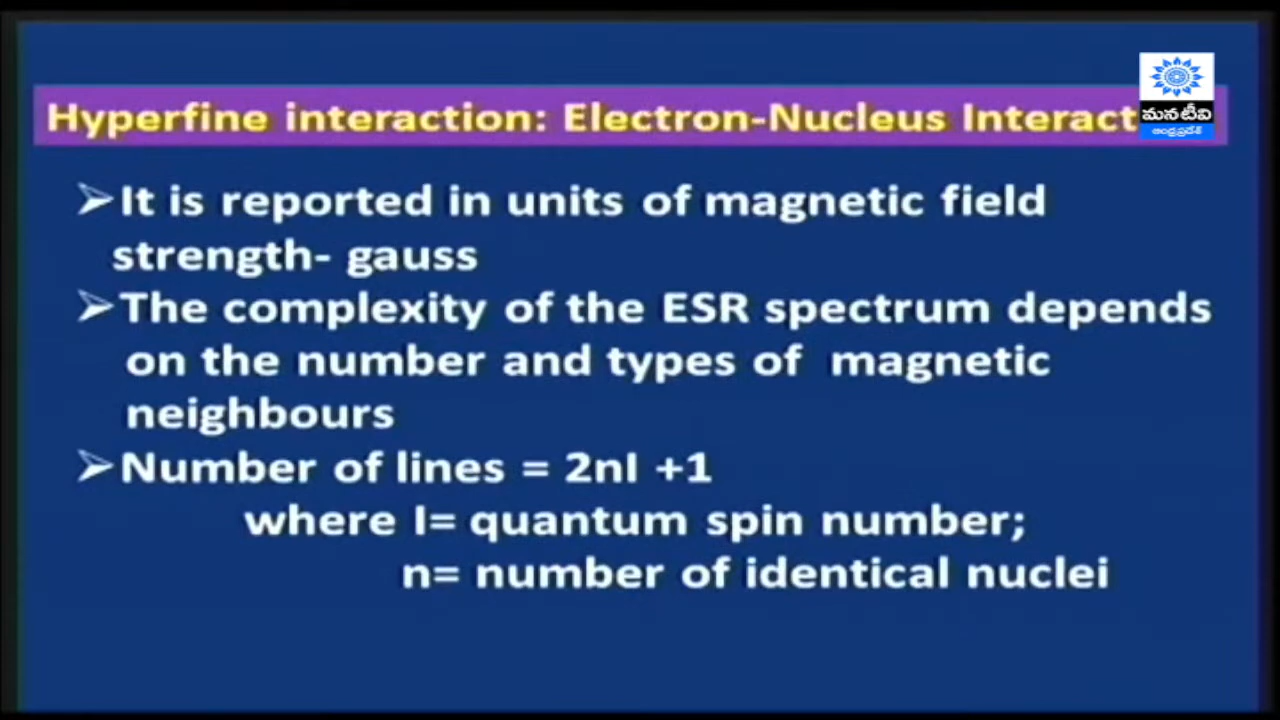 మనటీవి
ఆంధ్రప్రదేశ్
Hyperfine interaction: Electron-Nucleus Interact
➢It is reported in units of magnetic field
strength- gauss
➢The complexity of the ESR spectrum depends
on the number and types of magnetic
neighbours
➢Number of lines = 2nI +1
where I= quantum spin number;
n= number of identical nuclei